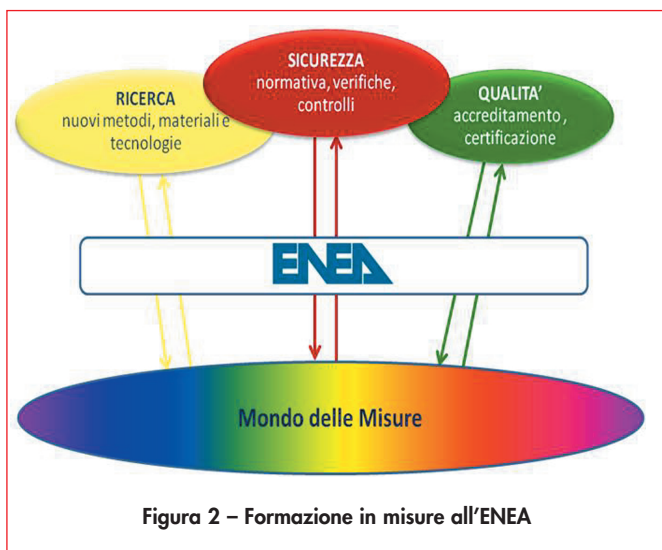 RICERCA
nuovi metodi, materiali e
tecnologie
SICUREZZA
normativa, verifiche,
controlli
QUALITA'
accreditamento,
certificazione
ENEA
Mondo delle Misure
Figura 2 – Formazione in misure all'ENEA